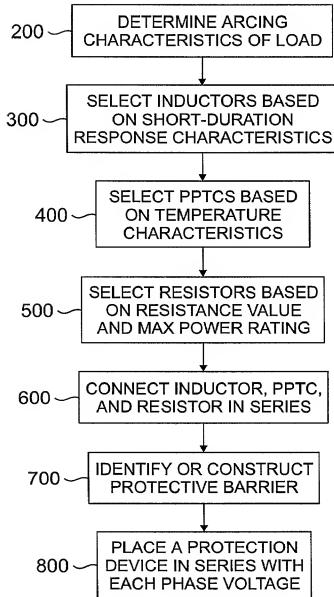 200
DETERMINE ARCING
CHARACTERISTICS OF LOAD
300
SELECT INDUCTORS BASED
ON SHORT-DURATION
RESPONSE CHARACTERISTICS
400
SELECT PPTCS BASED
ON TEMPERATURE
CHARACTERISTICS
500
SELECT RESISTORS BASED
ON RESISTANCE VALUE
AND MAX POWER RATING
600
CONNECT INDUCTOR, PPTC,
AND RESISTOR IN SERIES
700
IDENTIFY OR CONSTRUCT
PROTECTIVE BARRIER
800
PLACE A PROTECTION
DEVICE IN SERIES WITH
EACH PHASE VOLTAGE